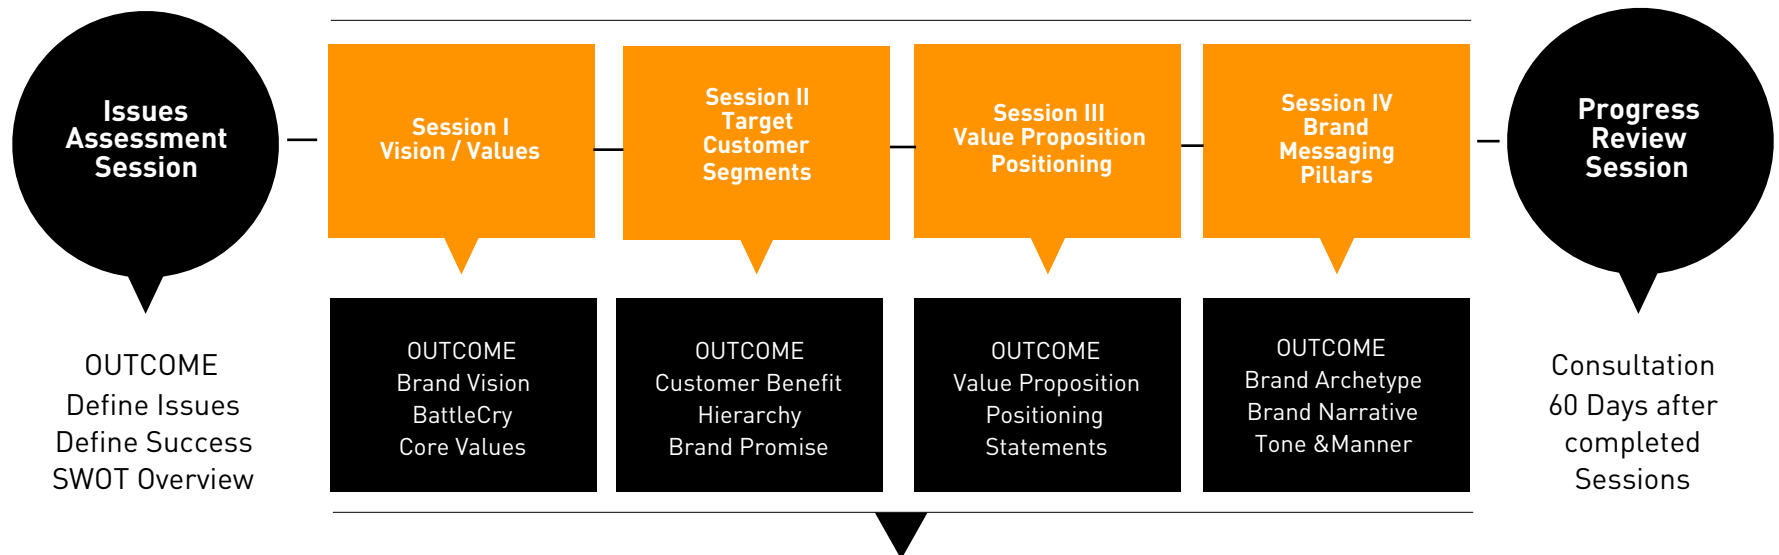 Issues
Assessment
Session
Session I
Vision / Values
Session II
Target
Customer
Segments
Session III
Value Proposition
Positioning
Session IV
Brand
Messaging
Pillars
Progress
Review
Session
OUTCOME
Define Issues
Define Success
SWOT Overview
OUTCOME
Brand Vision
BattleCry
Core Values
OUTCOME
Customer Benefit
Hierarchy
Brand Promise
OUTCOME
Value Proposition
Positioning
Statements
OUTCOME
Brand Archetype
Brand Narrative
Tone &Manner
Consultation
60 Days after
completed
Sessions